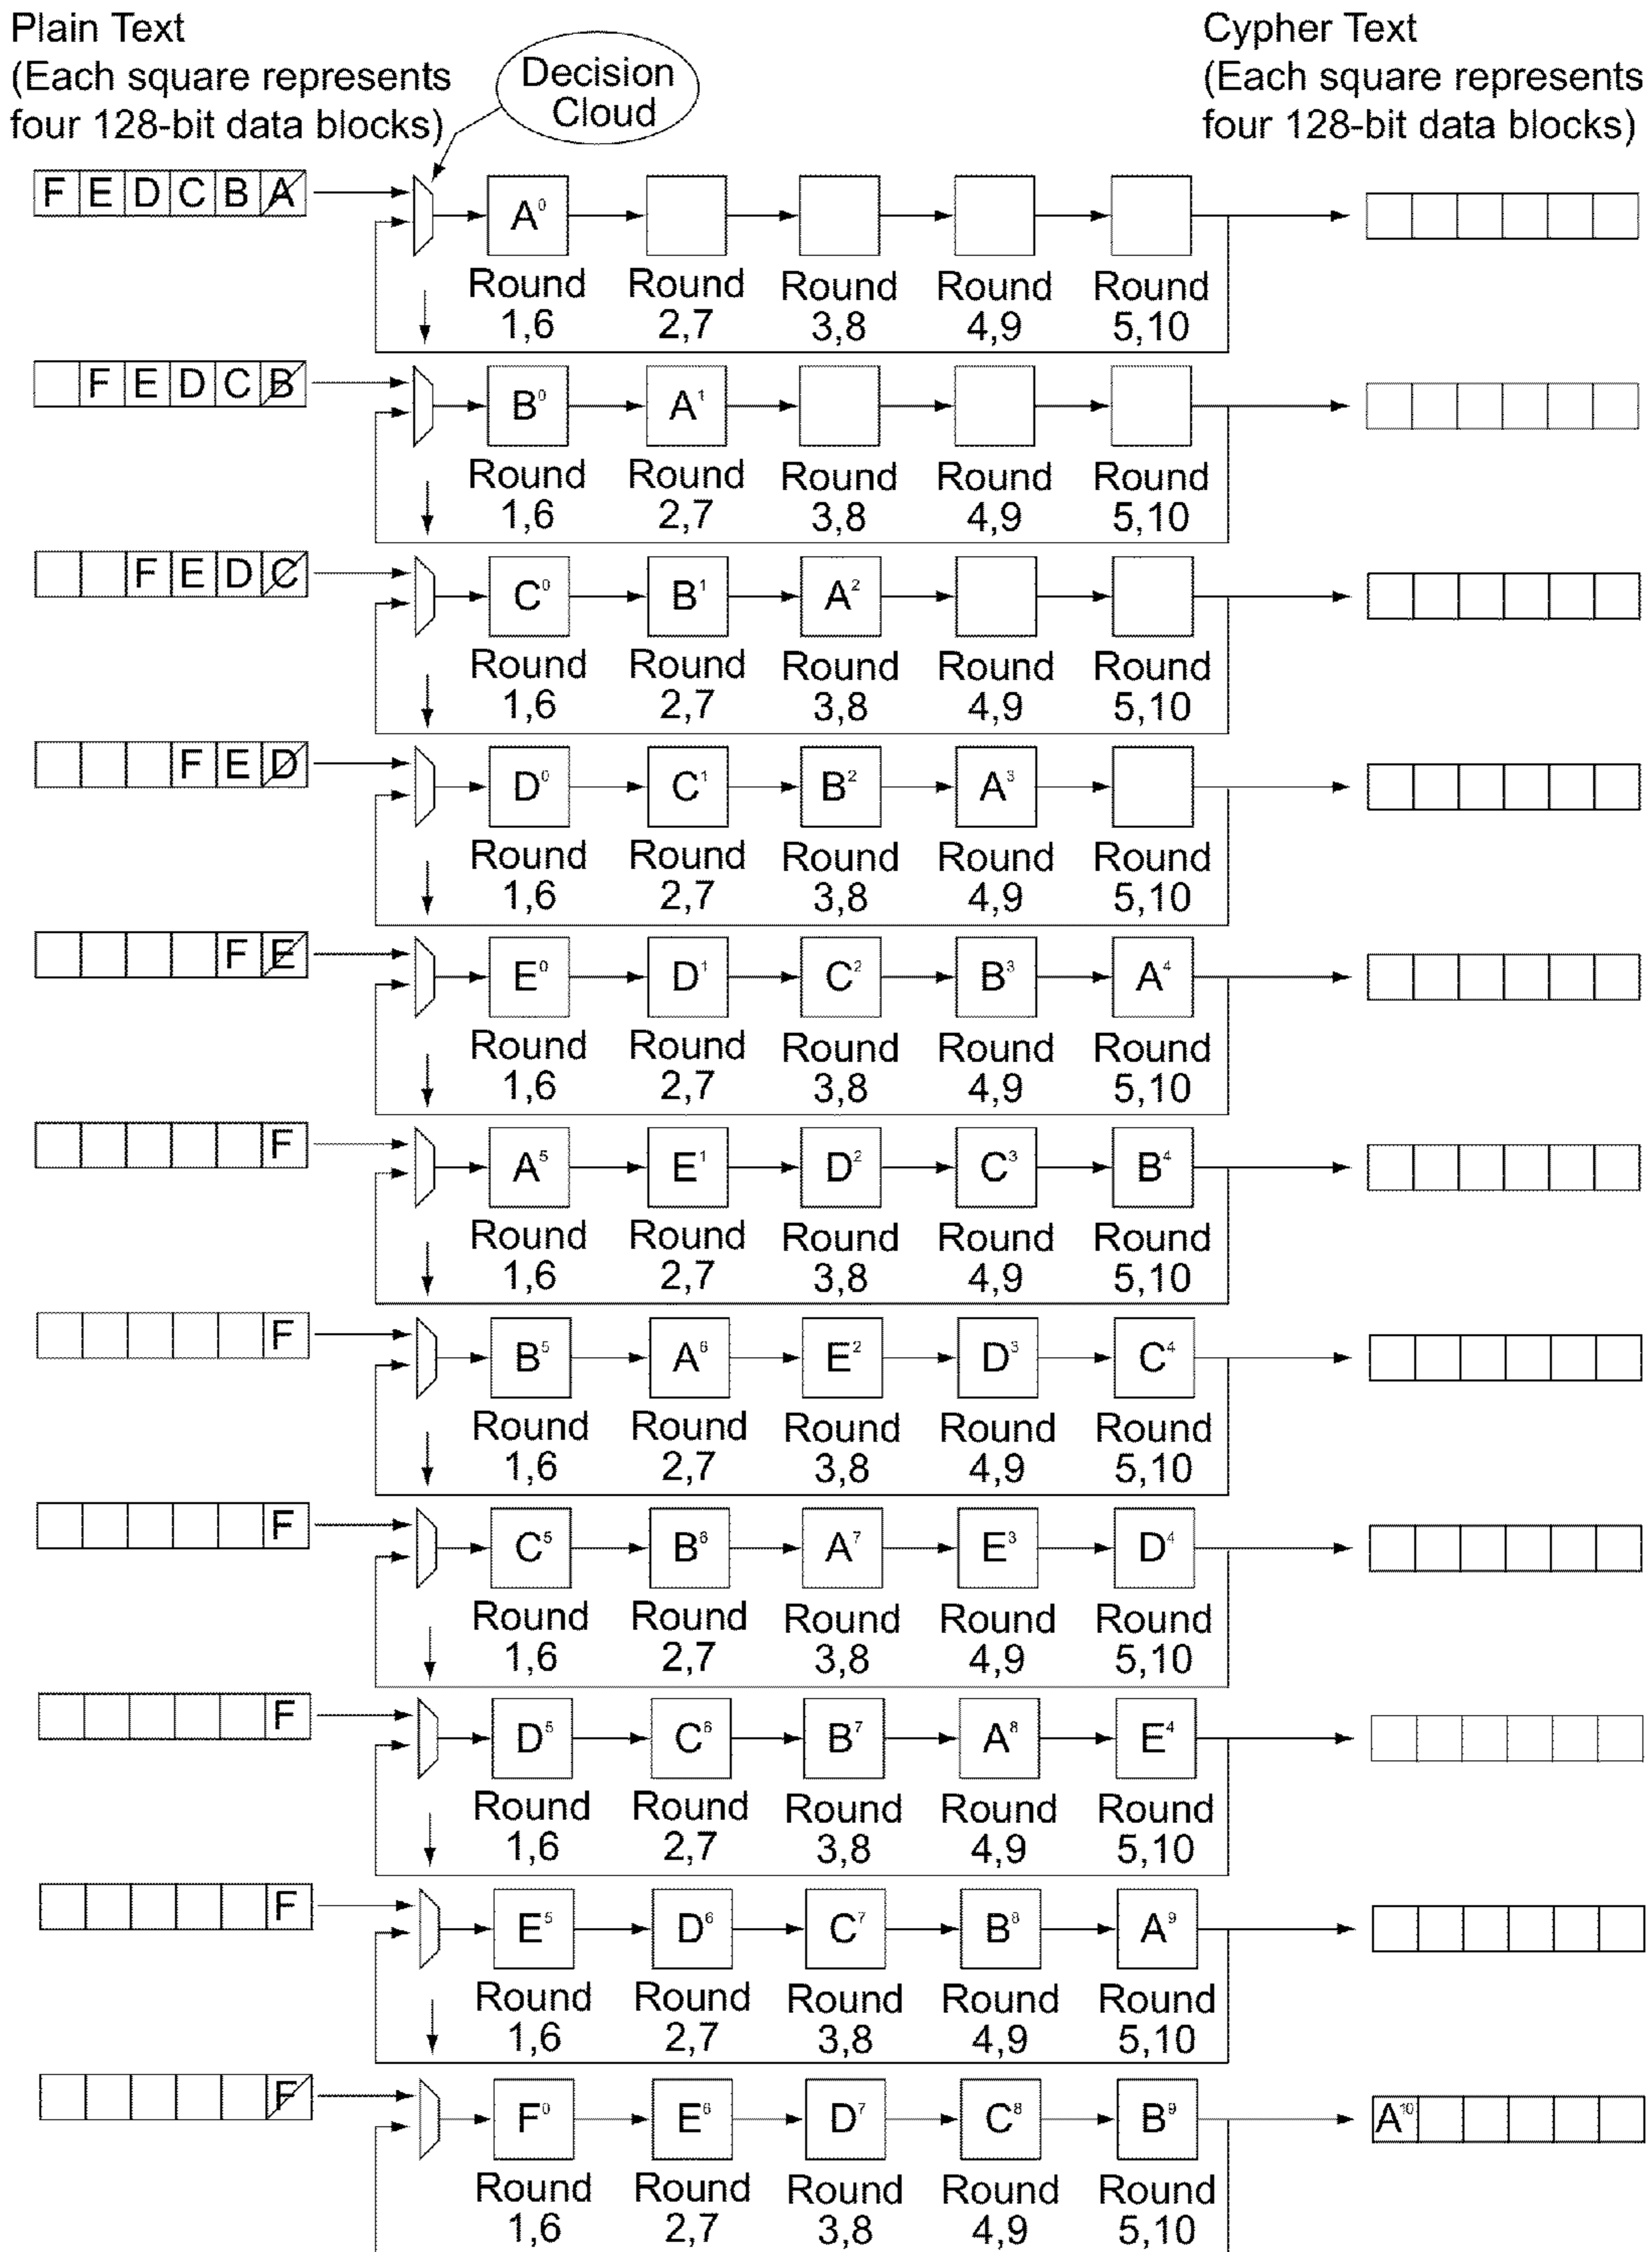 Plain Text
(Each square represents
four 128-bit data blocks)
Decision
Cloud
Cypher Text
(Each square represents
four 128-bit data blocks)
F E D C B A
A⁰
Round Round Round Round Round
1,6 2,7 3,8 4,9 5,10
F E D C B
B⁰ A¹
Round Round Round Round Round
1,6 2,7 3,8 4,9 5,10
F E D C
C⁰ B¹ A²
Round Round Round Round Round
1,6 2,7 3,8 4,9 5,10
F E D
D⁰ C¹ B² A³
Round Round Round Round Round
1,6 2,7 3,8 4,9 5,10
F E
E⁰ D¹ C² B³ A⁴
Round Round Round Round Round
1,6 2,7 3,8 4,9 5,10
F
A⁵ E¹ D² C³ B⁴
Round Round Round Round Round
1,6 2,7 3,8 4,9 5,10
F
B⁵ A⁶ E² D³ C⁴
Round Round Round Round Round
1,6 2,7 3,8 4,9 5,10
F
C⁵ B⁶ A⁷ E³ D⁴
Round Round Round Round Round
1,6 2,7 3,8 4,9 5,10
F
D⁵ C⁶ B⁷ A⁸ E⁴
Round Round Round Round Round
1,6 2,7 3,8 4,9 5,10
F
E⁵ D⁶ C⁷ B⁸ A⁹
Round Round Round Round Round
1,6 2,7 3,8 4,9 5,10
F
F⁰ E⁶ D⁷ C⁸ B⁹ A¹⁰
Round Round Round Round Round
1,6 2,7 3,8 4,9 5,10